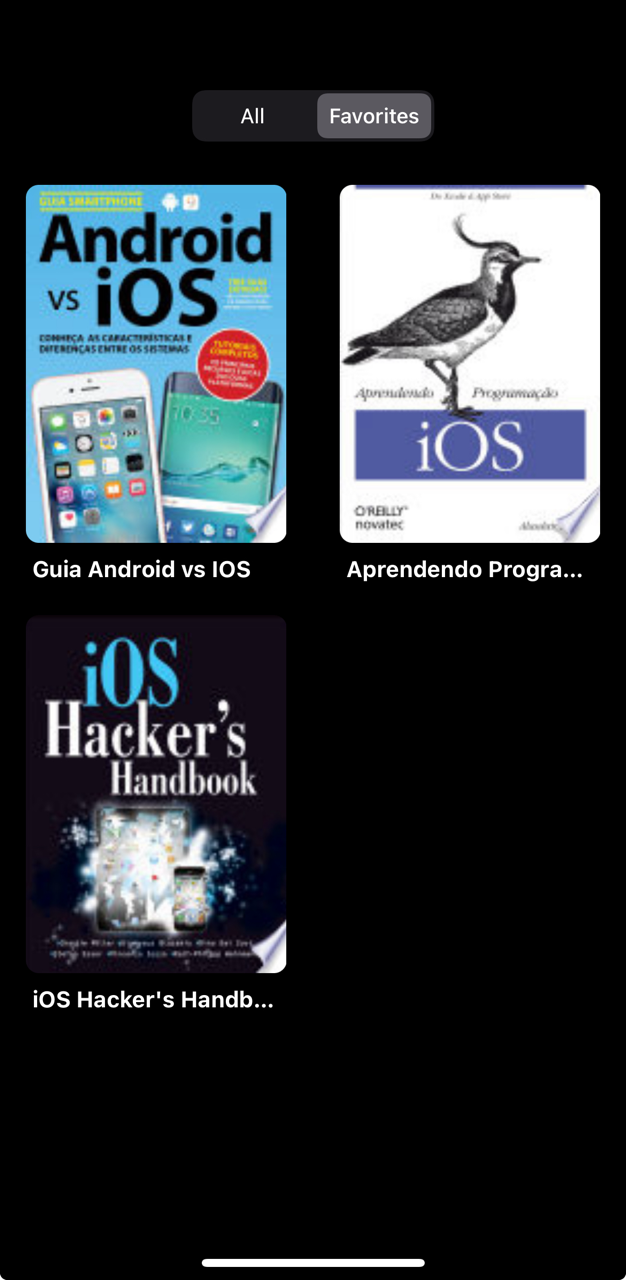 All
Favorites
GUIA SMARTPHONE
Android
vs iOS
CONHEÇA AS CARACTERÍSTICAS E
DIFERENÇAS ENTRE OS SISTEMAS
TUTORIAIS
COMPLETOS
10:35
Guia Android vs IOS
Do Xcode à App Store
Aprendendo Programação
iOS
O'REILLY®
novatec
Aprendendo Progra...
iOS
Hacker's
Handbook
iOS Hacker's Handb...